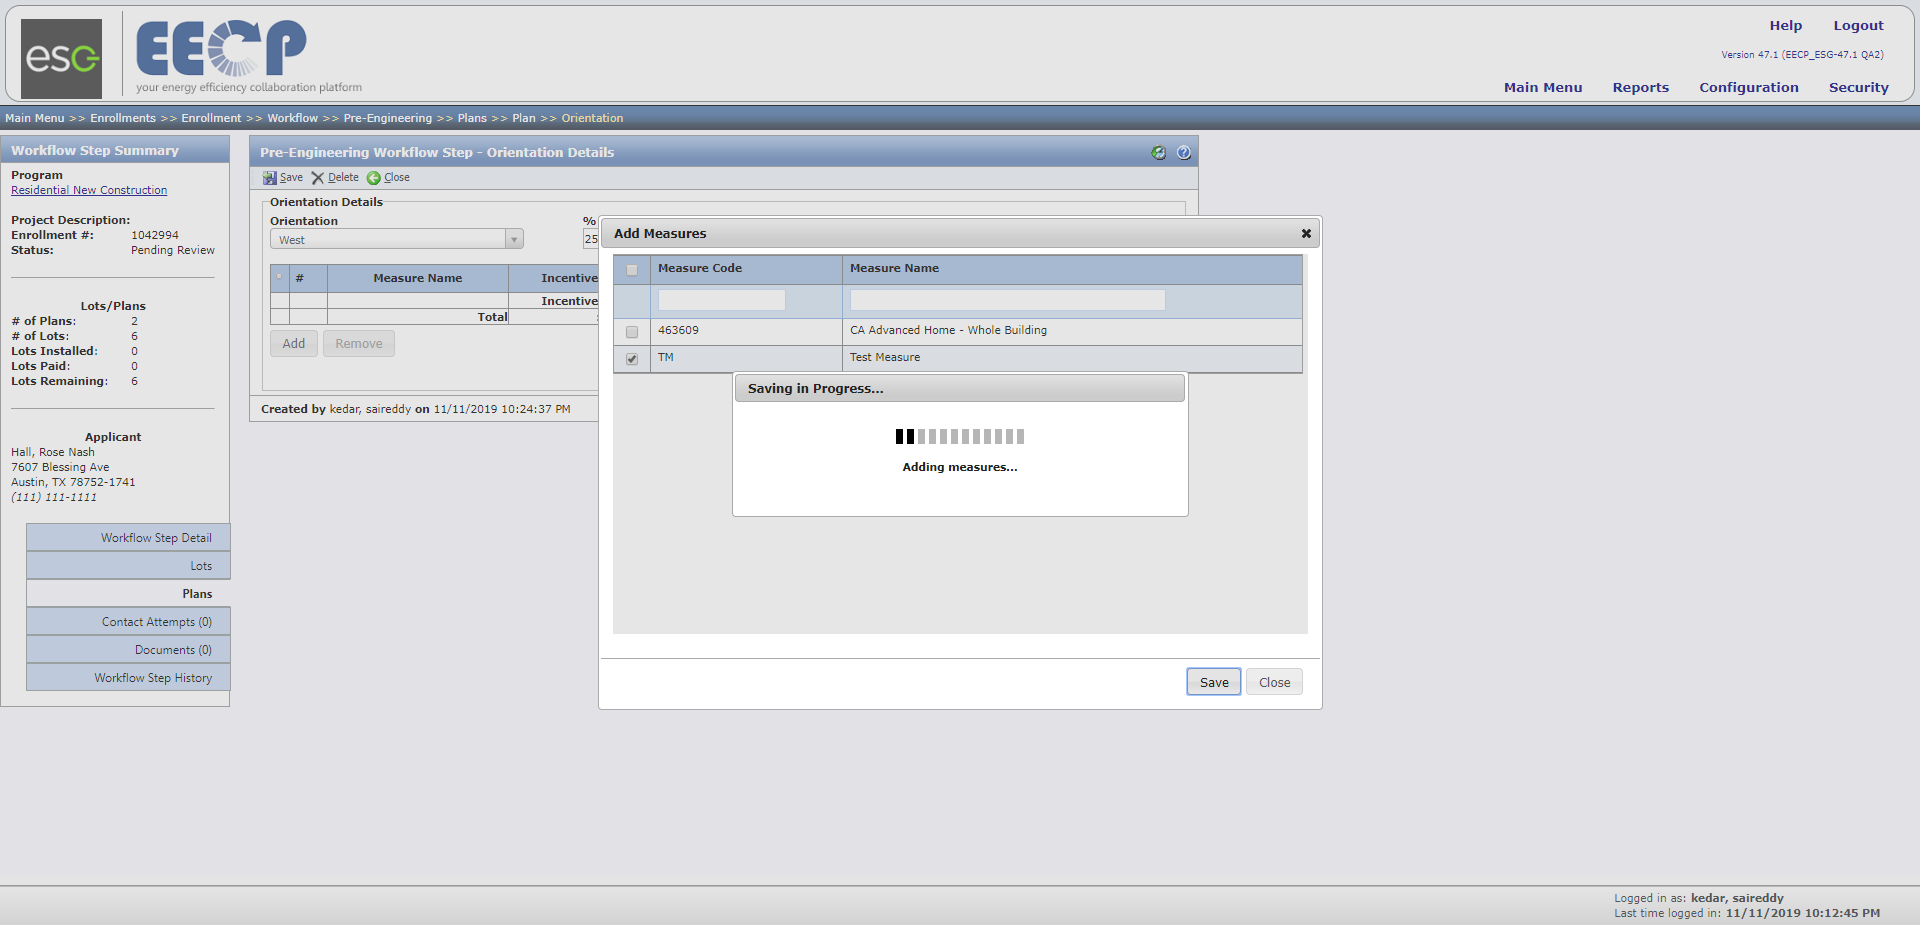 esc
EECP
your energy efficiency collaboration platform
Help Logout
Version 47.1 (EECP_ESG-47.1 QA2)
Main Menu Reports Configuration Security
Main Menu >> Enrollments >> Enrollment >> Workflow >> Pre-Engineering >> Plans >> Plan >> Orientation
Workflow Step Summary
Program
Residential New Construction
Project Description:
Enrollment #: 1042994
Status: Pending Review
Lots/Plans
# of Plans: 2
# of Lots: 6
Lots Installed: 0
Lots Paid: 0
Lots Remaining: 6
Applicant
Hall, Rose Nash
7607 Blessing Ave
Austin, TX 78752-1741
(111) 111-1111
Workflow Step Detail
Lots
Plans
Contact Attempts (0)
Documents (0)
Workflow Step History
Pre-Engineering Workflow Step - Orientation Details
Save Delete Close
Orientation Details
Orientation %
West 25
# Measure Name Incentive
Incentive
Total
Add Remove
Created by kedar, saireddy on 11/11/2019 10:24:37 PM
Add Measures
Measure Code Measure Name
463609 CA Advanced Home - Whole Building
TM Test Measure
Saving in Progress...
Adding measures...
Save Close
Logged in as: kedar, saireddy
Last time logged in: 11/11/2019 10:12:45 PM